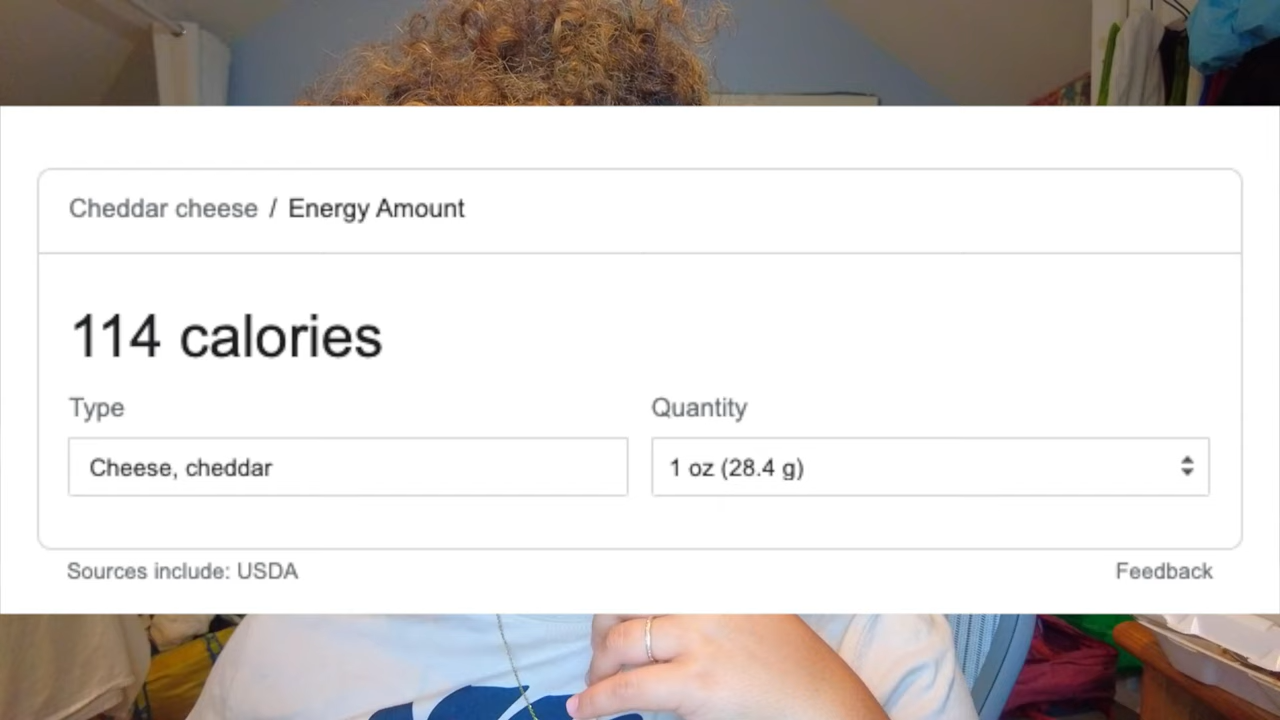 Cheddar cheese / Energy Amount
114 calories
Type
Quantity
Cheese, cheddar
1 oz (28.4 g)
Sources include: USDA
Feedback